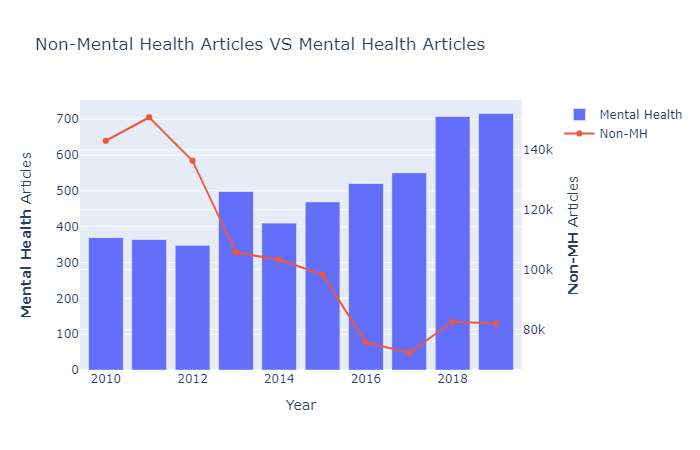 Non-Mental Health Articles VS Mental Health Articles
Mental Health
Non-MH
700
600
500
400
300
200
100
0
Mental Health Articles
140k
120k
100k
80k
Non-MH Articles
2010 2012 2014 2016 2018
Year